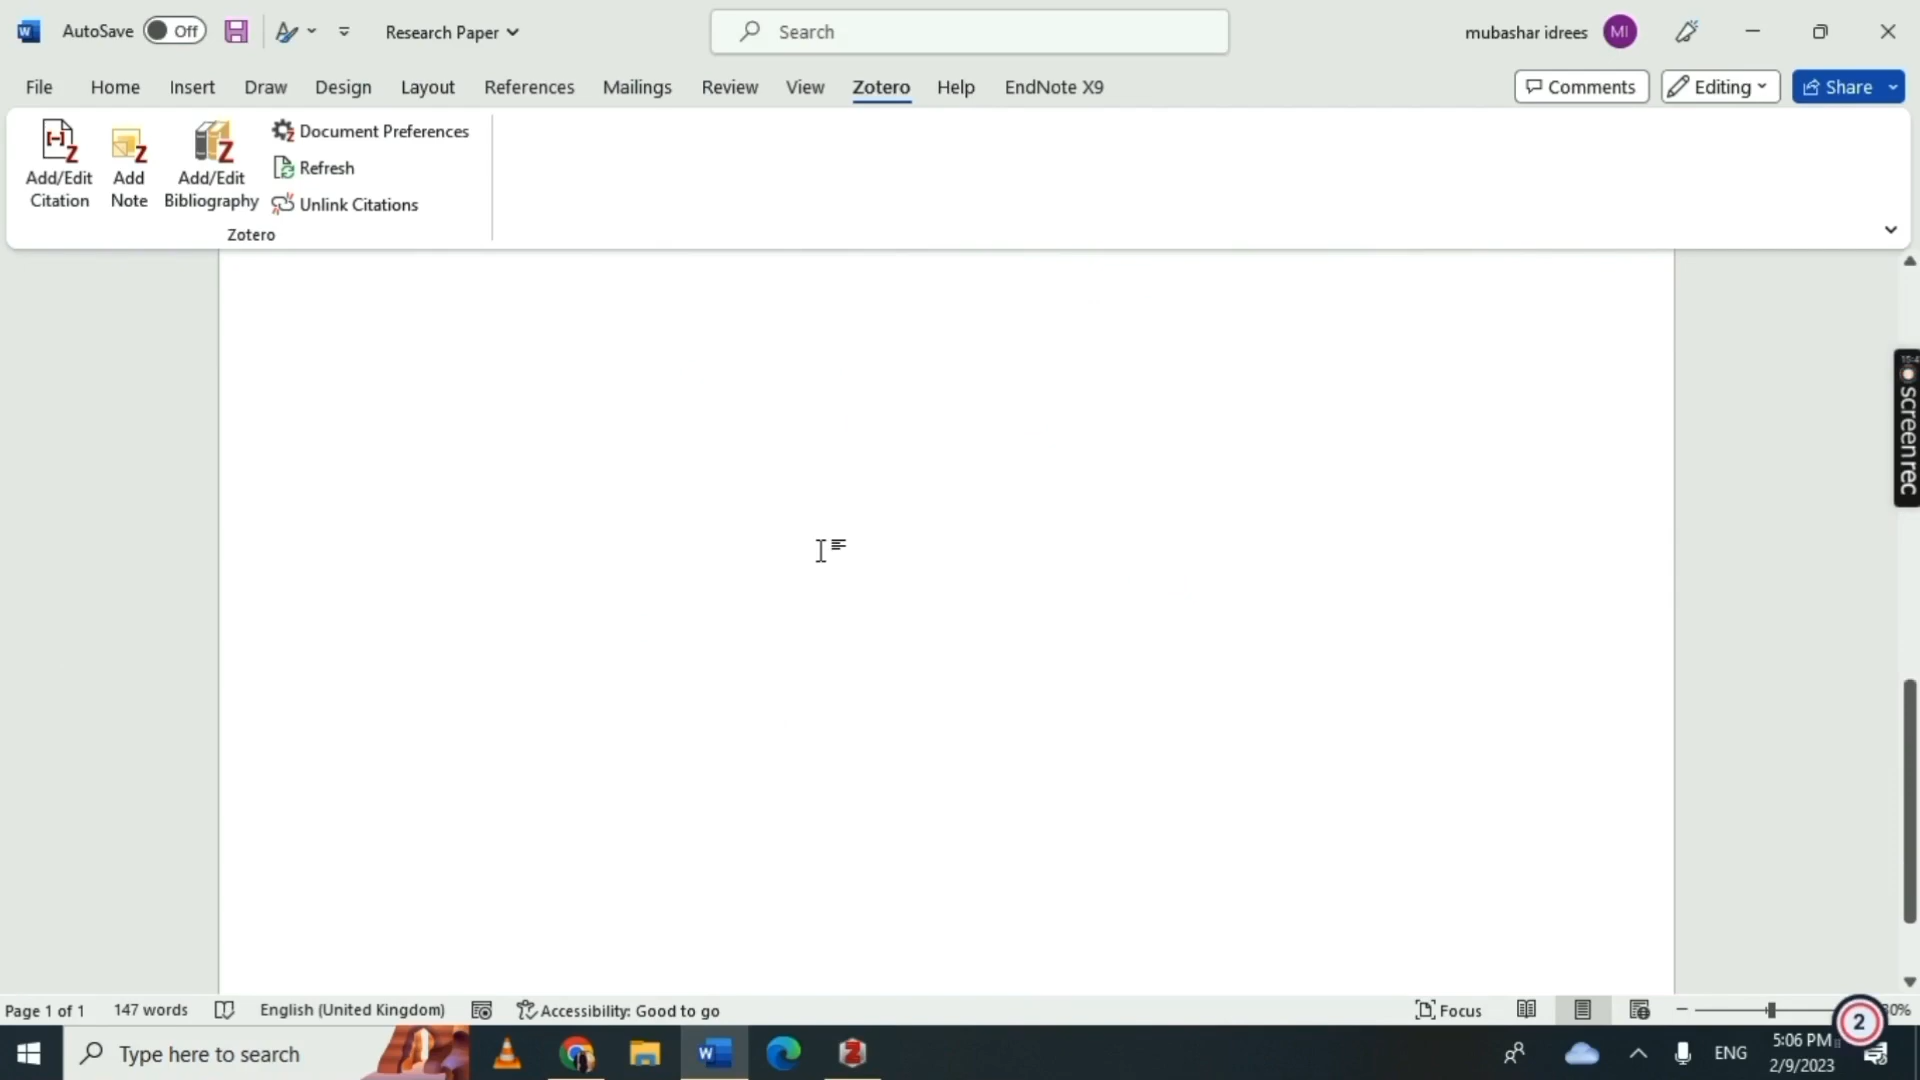 AutoSave Off Research Paper Search mubashar idrees MI
File Home Insert Draw Design Layout References Mailings Review View Zotero Help EndNote X9 Comments Editing Share
Add/Edit Citation
Add Note
Add/Edit Bibliography
Document Preferences
Refresh
Unlink Citations
Zotero
screenrec
Page 1 of 1 147 words English (United Kingdom) Accessibility: Good to go Focus
2
Type here to search
ENG
5:06 PM
2/9/2023